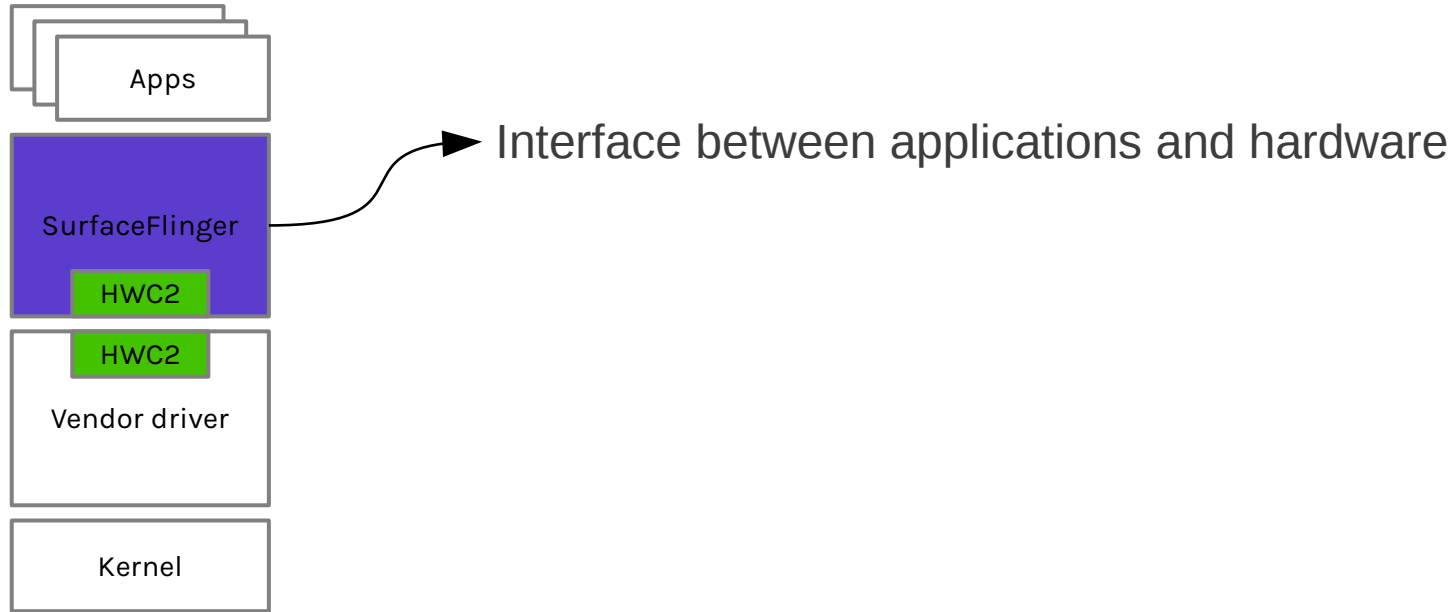 Apps
Interface between applications and hardware
SurfaceFlinger
HWC2
HWC2
Vendor driver
Kernel